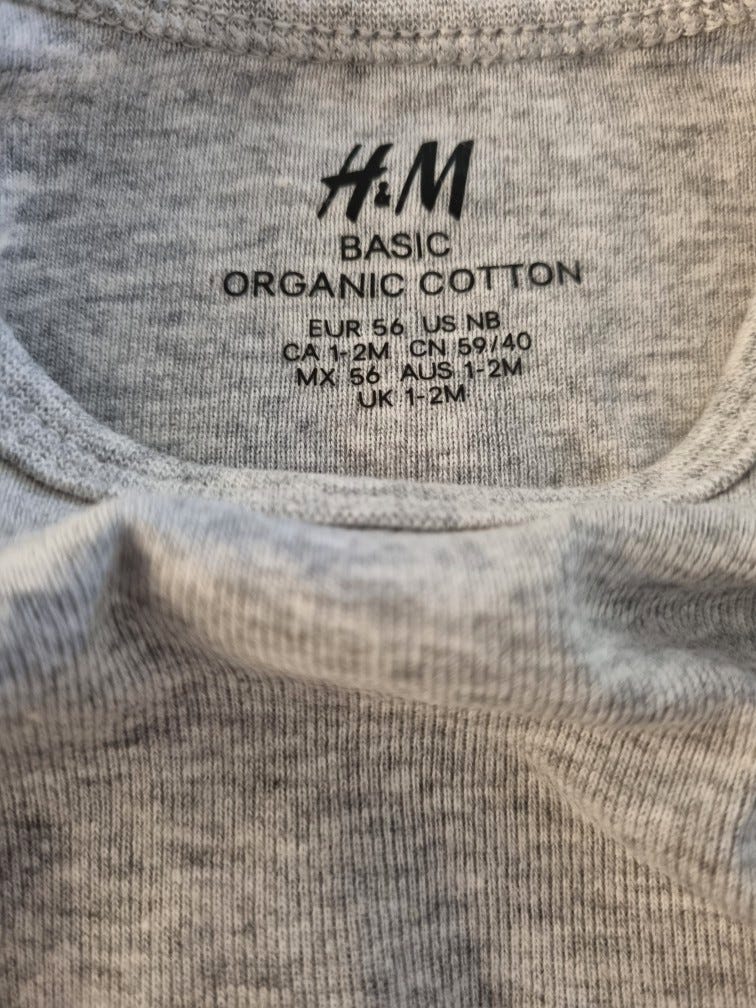 H&M
BASIC
ORGANIC COTTON
EUR 56 US NB
CA 1-2M CN 59/40
MX 56 AUS 1-2M
UK 1-2M